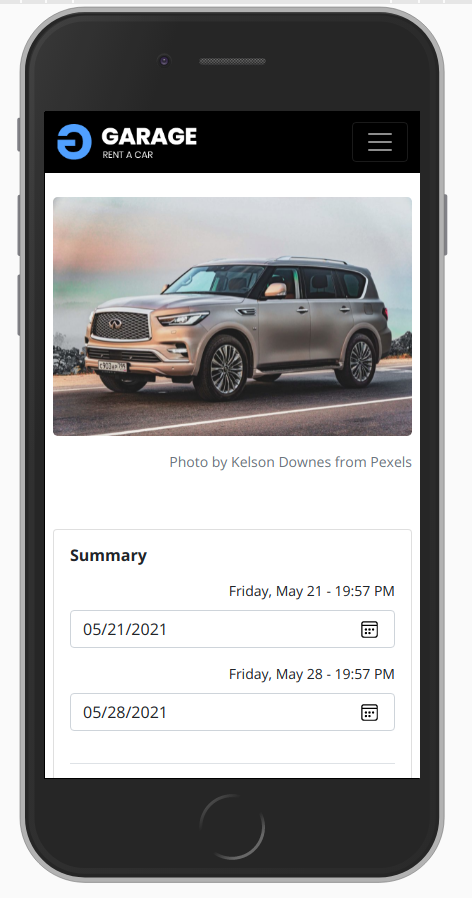 GARAGE
RENT A CAR
Photo by Kelson Downes from Pexels
Summary
Friday, May 21 - 19:57 PM
05/21/2021
Friday, May 28 - 19:57 PM
05/28/2021